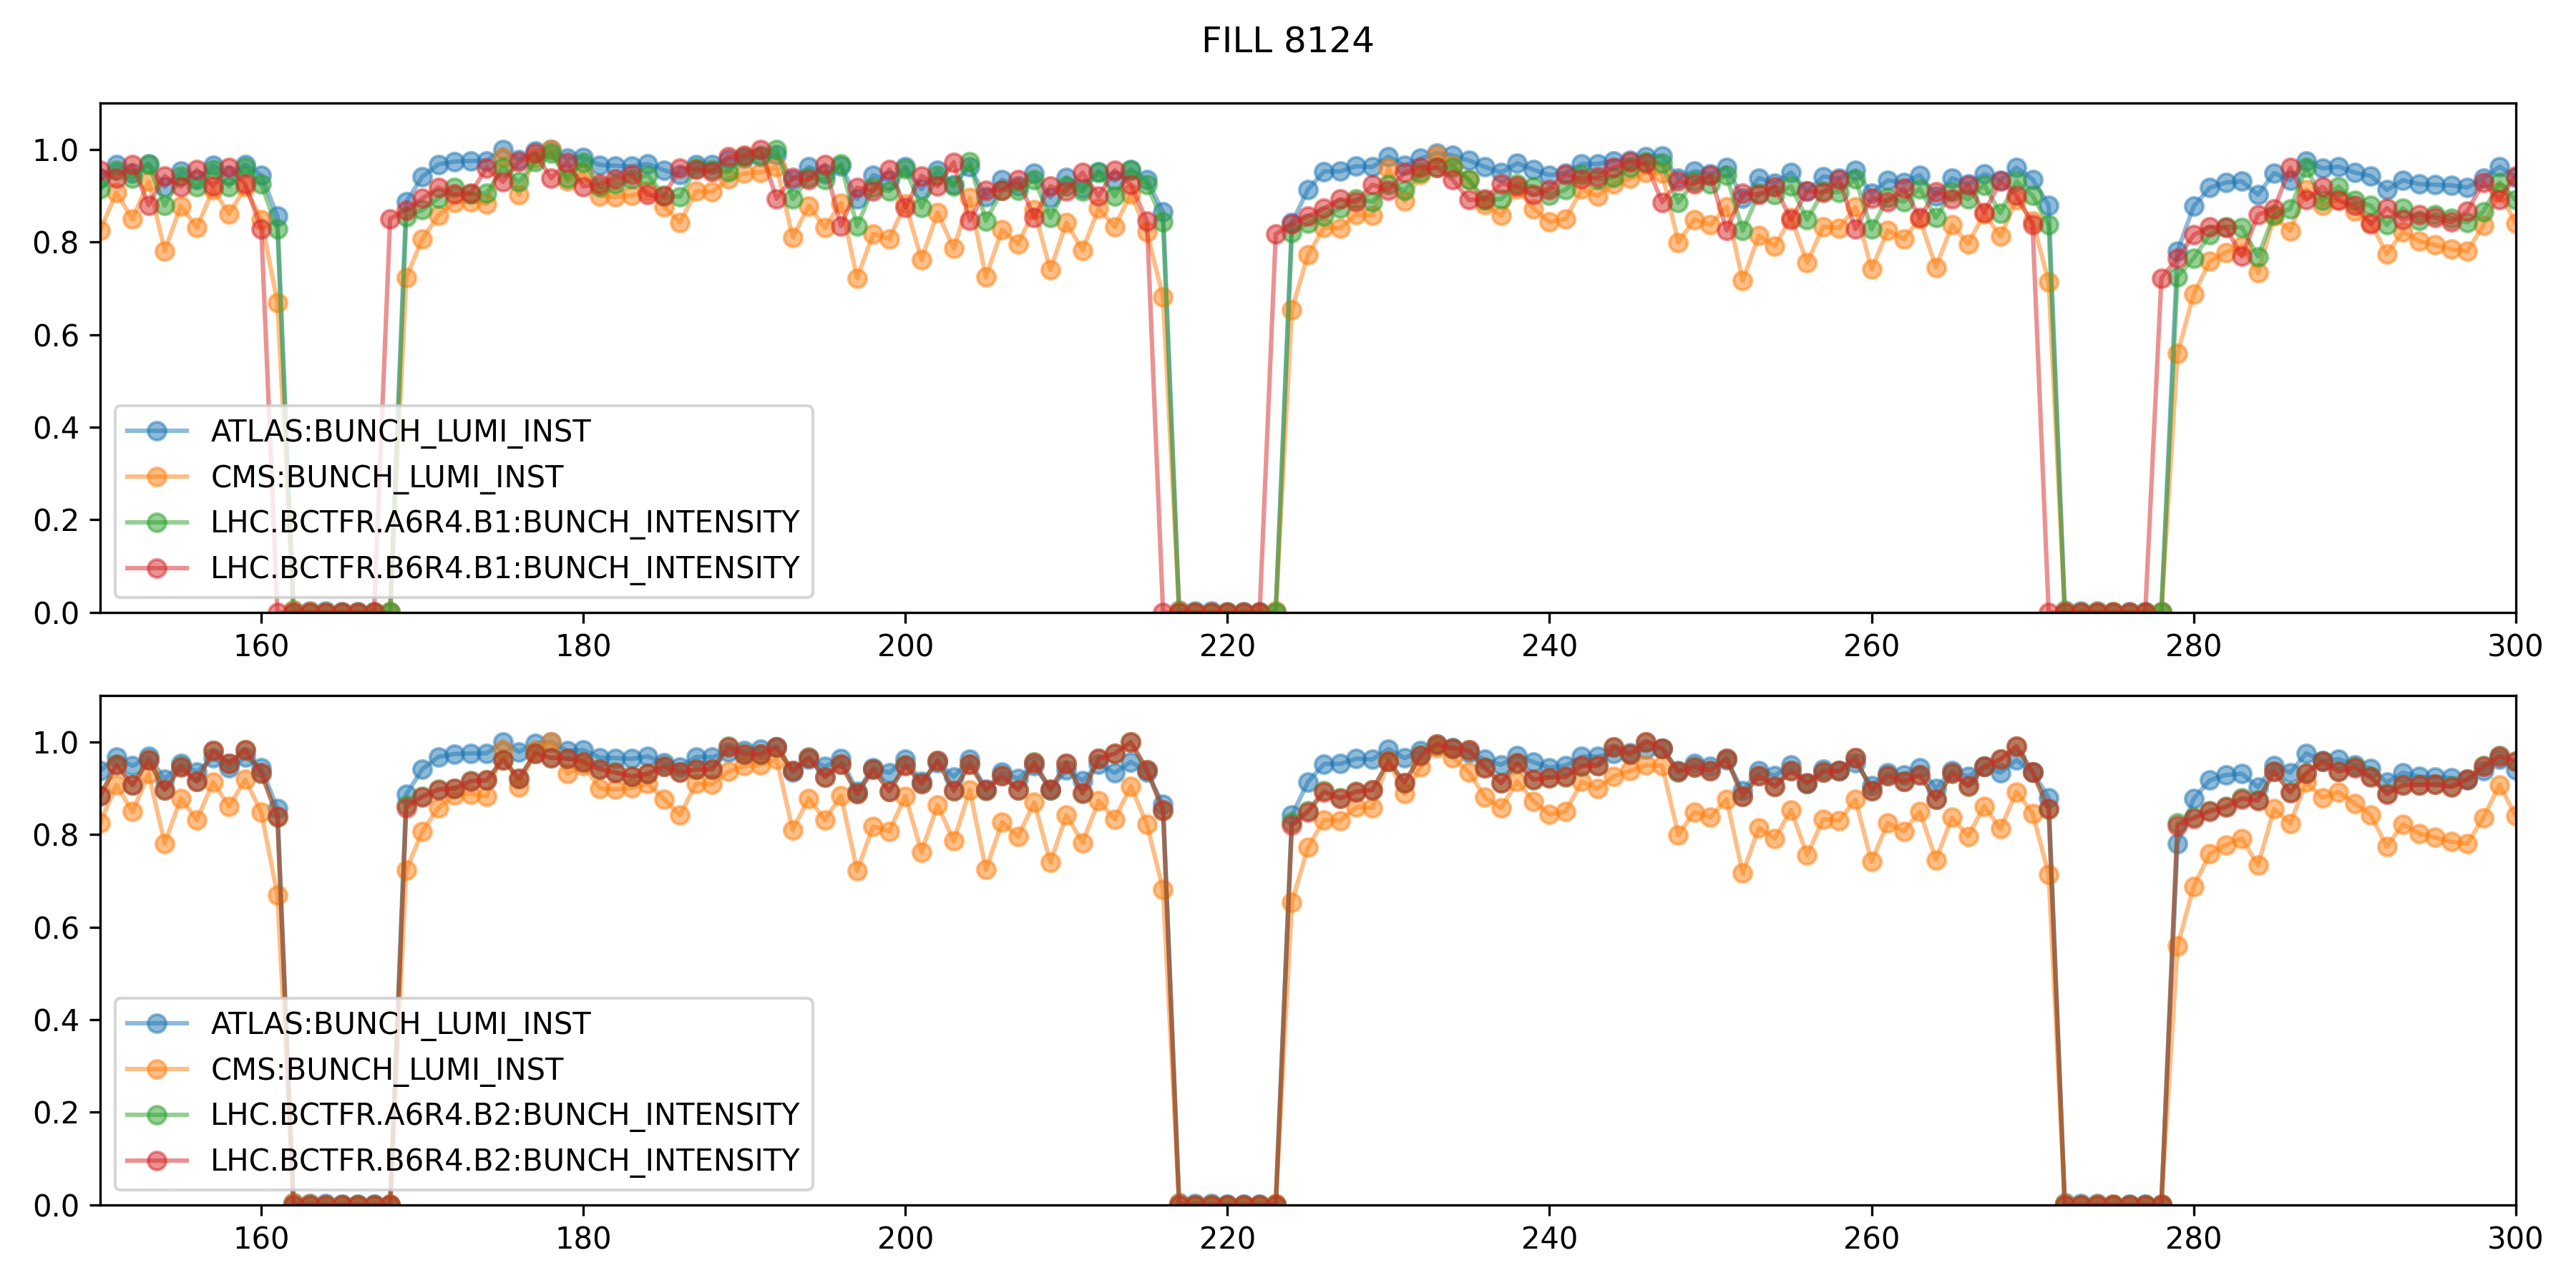 FILL 8124
1.0
0.8
0.6
0.4
0.2
0.0
ATLAS:BUNCH_LUMI_INST
CMS:BUNCH_LUMI_INST
LHC.BCTFR.A6R4.B1:BUNCH_INTENSITY
LHC.BCTFR.B6R4.B1:BUNCH_INTENSITY
160 180 200 220 240 260 280 300
1.0
0.8
0.6
0.4
0.2
0.0
ATLAS:BUNCH_LUMI_INST
CMS:BUNCH_LUMI_INST
LHC.BCTFR.A6R4.B2:BUNCH_INTENSITY
LHC.BCTFR.B6R4.B2:BUNCH_INTENSITY
160 180 200 220 240 260 280 300